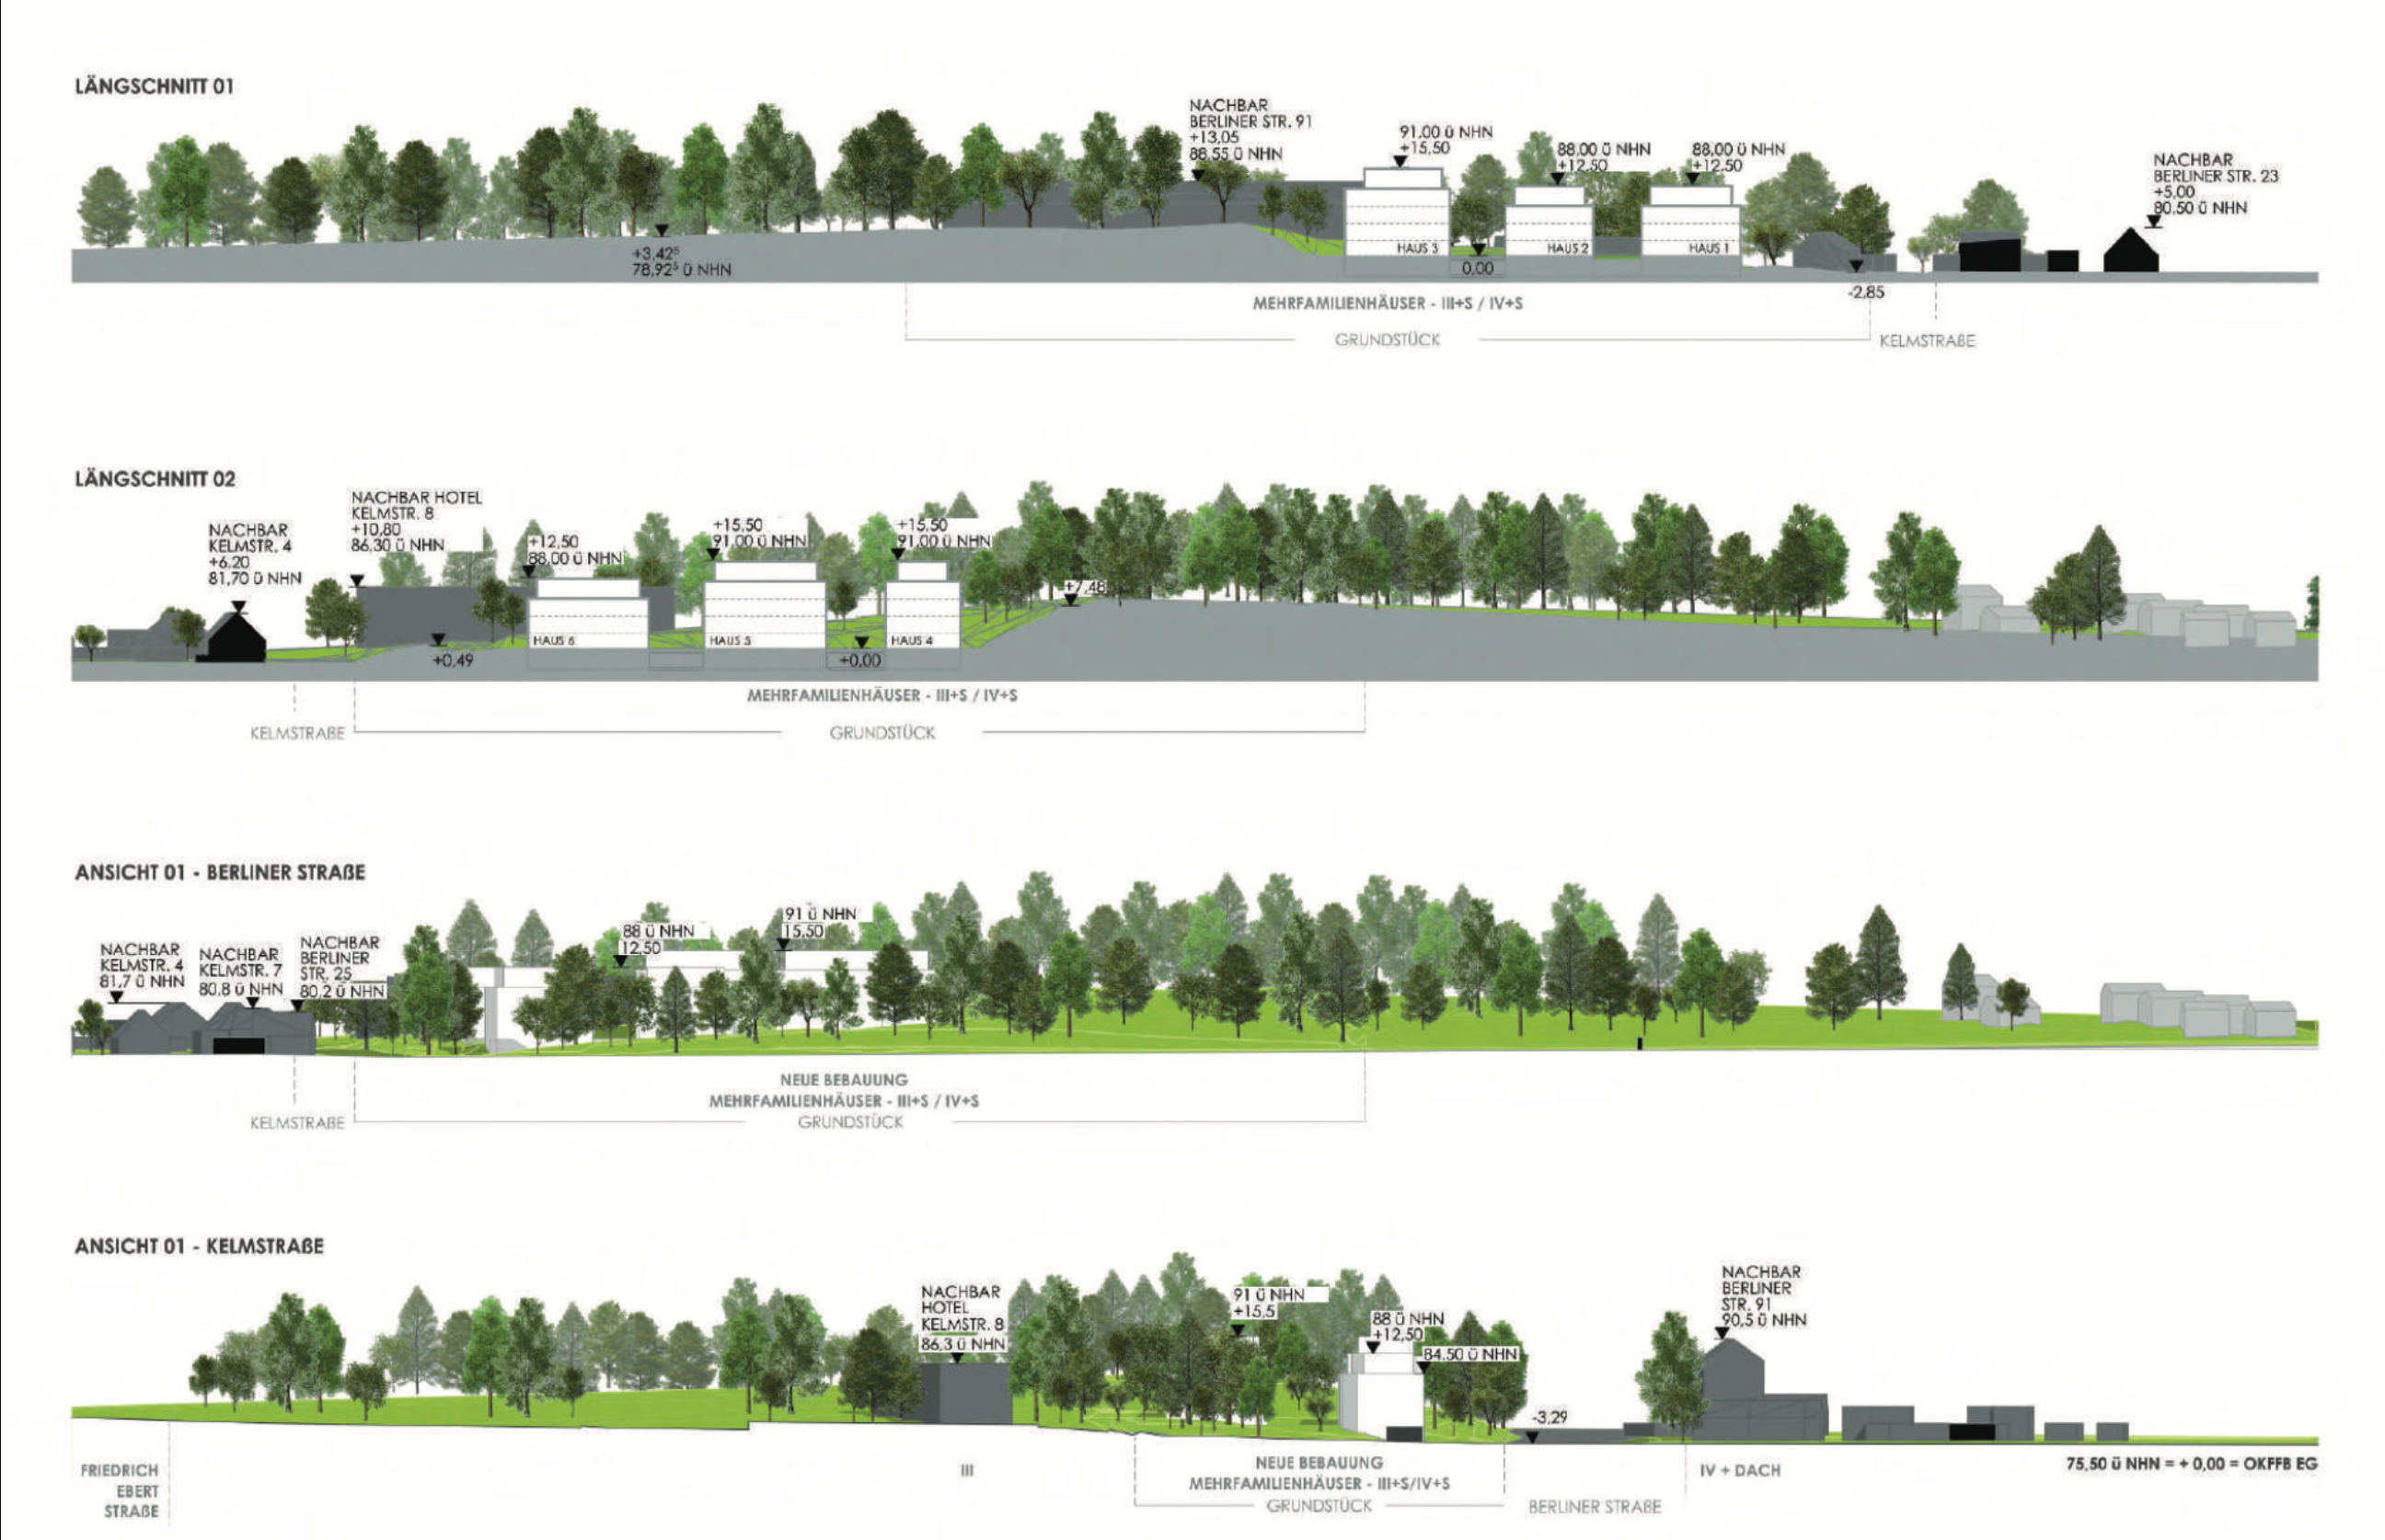 LÄNGSCHNITT 01
NACHBAR
BERLINER STR. 91
+13,05
88,55 Ü NHN
91,00 Ü NHN
+15,50
88,00 Ü NHN
+12,50
88,00 Ü NHN
+12,50
NACHBAR
BERLINER STR. 23
+5,00
80,50 Ü NHN
+3,42⁵
78,92⁵ Ü NHN
HAUS 3
0,00
HAUS 2
HAUS 1
-2,85
MEHRFAMILIENHÄUSER - III+S / IV+S
GRUNDSTÜCK
KELMSTRAßE
LÄNGSCHNITT 02
NACHBAR
KELMSTR. 4
+6,20
81,70 Ü NHN
NACHBAR HOTEL
KELMSTR. 8
+10,80
86,30 Ü NHN
+12,50
88,00 Ü NHN
+15,50
91,00 Ü NHN
+15,50
91,00 Ü NHN
+7,48
HAUS 6
HAUS 5
HAUS 4
+0,49
+0,00
MEHRFAMILIENHÄUSER - III+S / IV+S
KELMSTRAßE
GRUNDSTÜCK
ANSICHT 01 - BERLINER STRAßE
NACHBAR
KELMSTR. 4
81,7 Ü NHN
NACHBAR
KELMSTR. 7
80,8 Ü NHN
NACHBAR
BERLINER
STR. 25
80,2 Ü NHN
88 Ü NHN
12,50
91 Ü NHN
15,50
NEUE BEBAUUNG
MEHRFAMILIENHÄUSER - III+S / IV+S
KELMSTRAßE
GRUNDSTÜCK
ANSICHT 01 - KELMSTRAßE
NACHBAR
HOTEL
KELMSTR. 8
86,3 Ü NHN
91 Ü NHN
+15,5
88 Ü NHN
+12,50
84,50 Ü NHN
-3,29
NACHBAR
BERLINER
STR. 91
90,5 Ü NHN
FRIEDRICH
EBERT
STRAßE
III
NEUE BEBAUUNG
MEHRFAMILIENHÄUSER - III+S/IV+S
GRUNDSTÜCK
BERLINER STRAßE
IV + DACH
75,50 ü NHN = + 0,00 = OKFFB EG